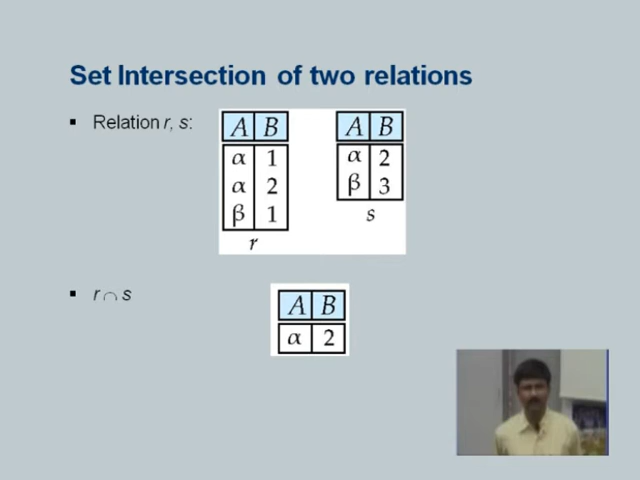 Set Intersection of two relations
▪ Relation r, s:
A B
α 1
α 2
β 1
r
A B
α 2
β 3
s
▪ r ∩ s
A B
α 2